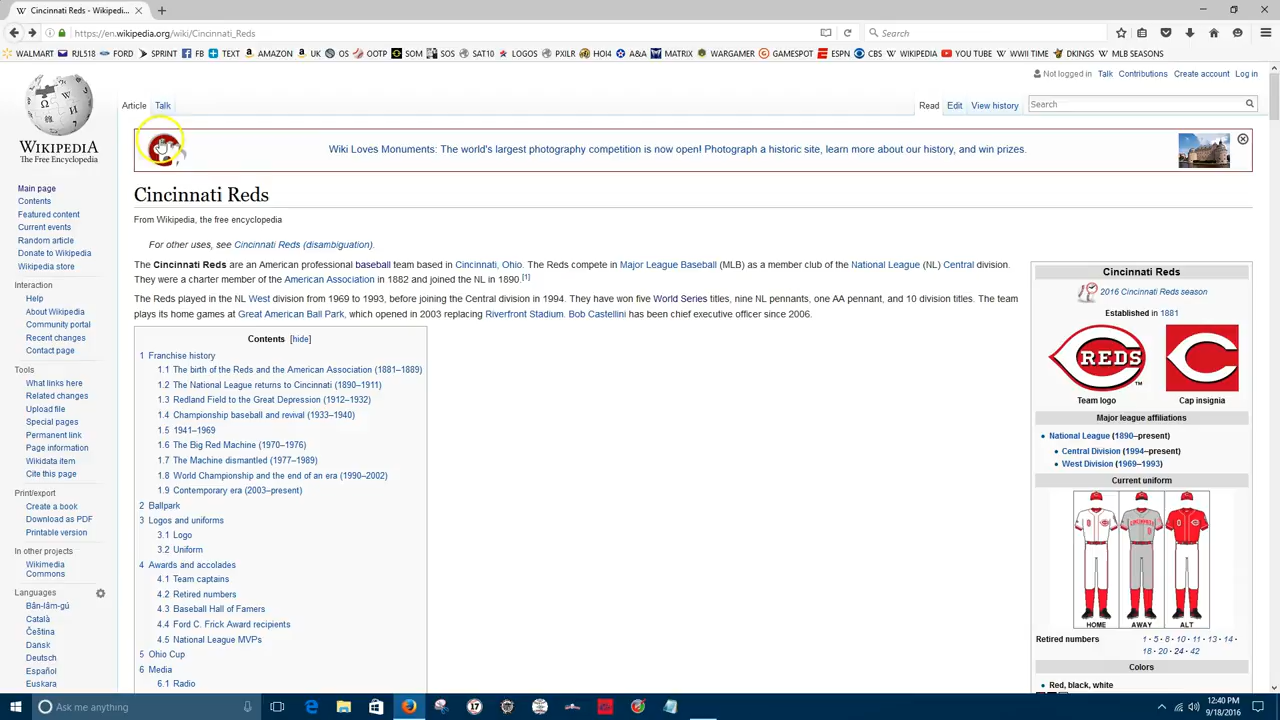 Cincinnati Reds - Wikipedi...
https://en.wikipedia.org/wiki/Cincinnati_Reds
Search
WALMART RJL518 FORD SPRINT FB TEXT AMAZON UK OS OOTP SOM SOS SAT10 LOGOS PXILR HOI4 A&A MATRIX WARGAMER GAMESPOT ESPN CBS WIKIPEDIA YOU TUBE WWII TIME DKINGS MLB SEASONS
Not logged in Talk Contributions Create account Log in
Article Talk Read Edit View history Search
WIKIPEDIA
The Free Encyclopedia
Main page
Contents
Featured content
Current events
Random article
Donate to Wikipedia
Wikipedia store
Interaction
Help
About Wikipedia
Community portal
Recent changes
Contact page
Tools
What links here
Related changes
Upload file
Special pages
Permanent link
Page information
Wikidata item
Cite this page
Print/export
Create a book
Download as PDF
Printable version
In other projects
Wikimedia
Commons
Languages
Bân-lâm-gú
Català
Čeština
Dansk
Deutsch
Español
Euskara
Wiki Loves Monuments: The world's largest photography competition is now open! Photograph a historic site, learn more about our history, and win prizes.
Cincinnati Reds
From Wikipedia, the free encyclopedia
For other uses, see Cincinnati Reds (disambiguation).
The Cincinnati Reds are an American professional baseball team based in Cincinnati, Ohio. The Reds compete in Major League Baseball (MLB) as a member club of the National League (NL) Central division.
They were a charter member of the American Association in 1882 and joined the NL in 1890.[1]
The Reds played in the NL West division from 1969 to 1993, before joining the Central division in 1994. They have won five World Series titles, nine NL pennants, one AA pennant, and 10 division titles. The team
plays its home games at Great American Ball Park, which opened in 2003 replacing Riverfront Stadium. Bob Castellini has been chief executive officer since 2006.
Contents [hide]
1 Franchise history
1.1 The birth of the Reds and the American Association (1881–1889)
1.2 The National League returns to Cincinnati (1890–1911)
1.3 Redland Field to the Great Depression (1912–1932)
1.4 Championship baseball and revival (1933–1940)
1.5 1941–1969
1.6 The Big Red Machine (1970–1976)
1.7 The Machine dismantled (1977–1989)
1.8 World Championship and the end of an era (1990–2002)
1.9 Contemporary era (2003–present)
2 Ballpark
3 Logos and uniforms
3.1 Logo
3.2 Uniform
4 Awards and accolades
4.1 Team captains
4.2 Retired numbers
4.3 Baseball Hall of Famers
4.4 Ford C. Frick Award recipients
4.5 National League MVPs
5 Ohio Cup
6 Media
6.1 Radio
Cincinnati Reds
2016 Cincinnati Reds season
Established in 1881
REDS
Team logo Cap insignia
Major league affiliations
National League (1890–present)
Central Division (1994–present)
West Division (1969–1993)
Current uniform
HOME AWAY ALT
Retired numbers 1 · 5 · 8 · 10 · 11 · 13 · 14 ·
18 · 20 · 24 · 42
Colors
Red, black, white
Ask me anything
17
12:40 PM
9/18/2016